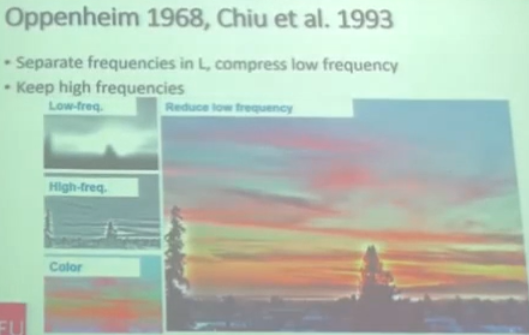 Oppenheim 1968, Chiu et al. 1993
• Separate frequencies in L, compress low frequency
• Keep high frequencies
Low-freq.
Reduce low frequency
High-freq.
Color
FU